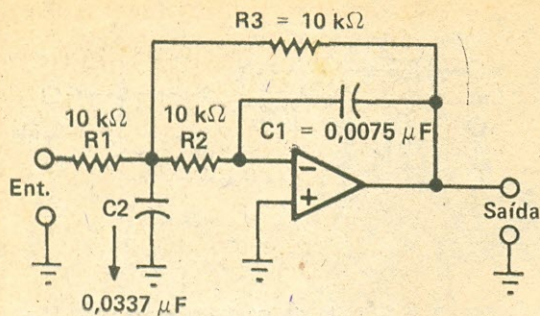 R3 = 10 kΩ
10 kΩ
R1
10 kΩ
R2
C1 = 0,0075 µF
Ent.
C2
−
+
Saída
0,0337 µF